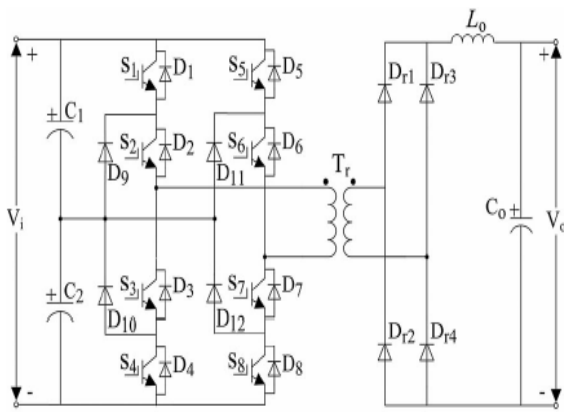 Lo
+
S1
D1
S5
D5
+
Dr1
Dr3
+
C1
S2
D2
S6
D6
D9
D11
Tr
Vi
Co
+
Vo
+
C2
S3
D3
S7
D7
D10
D12
Dr2
Dr4
S4
D4
S8
D8
-
-